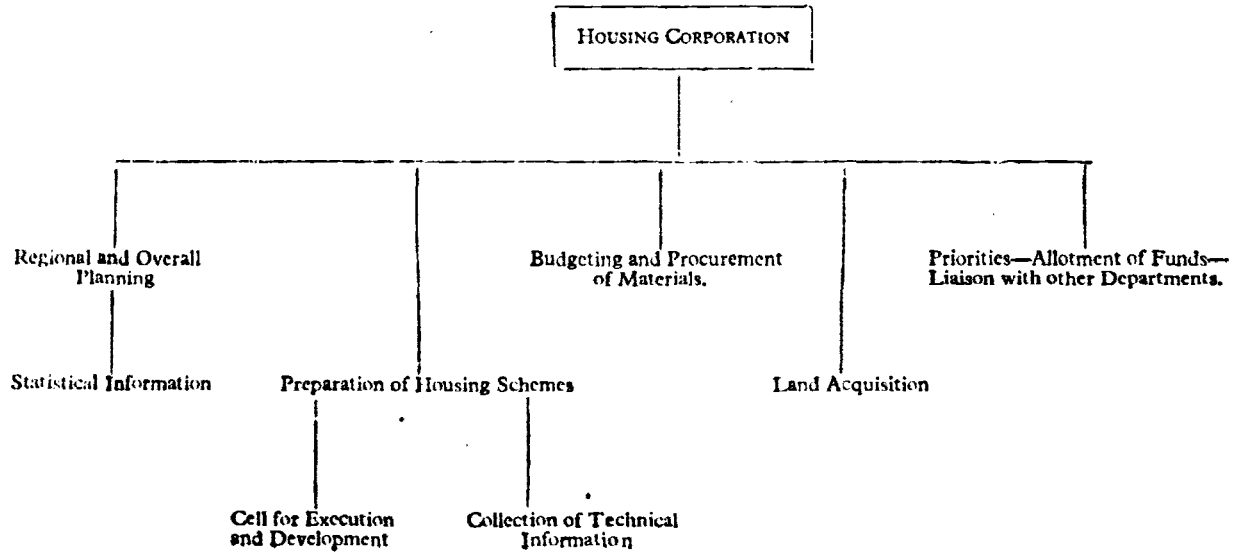 HOUSING CORPORATION
Regional and Overall
Planning
Budgeting and Procurement
of Materials.
Priorities—Allotment of Funds—
Liaison with other Departments.
Statistical Information
Preparation of Housing Schemes
Land Acquisition
Cell for Execution
and Development
Collection of Technical
Information